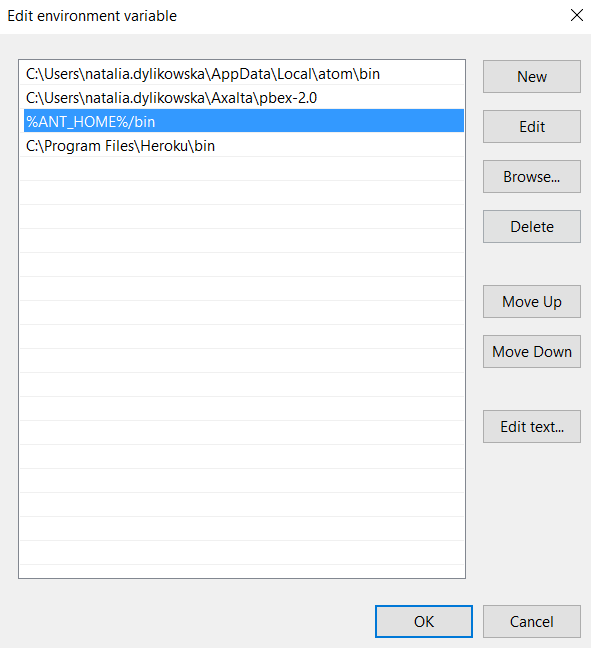 Edit environment variable
C:\Users\natalia.dylikowska\AppData\Local\atom\bin
C:\Users\natalia.dylikowska\Axalta\pbex-2.0
%ANT_HOME%/bin
C:\Program Files\Heroku\bin
New
Edit
Browse...
Delete
Move Up
Move Down
Edit text...
OK
Cancel